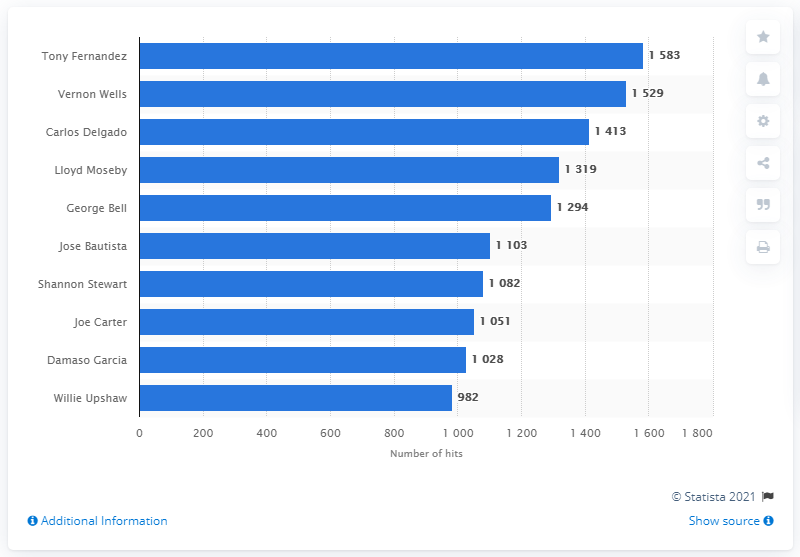 Tony Fernandez 1 583
Vernon Wells 1 529
Carlos Delgado 1 413
Lloyd Moseby 1 319
George Bell 1 294
Jose Bautista 1 103
Shannon Stewart 1 082
Joe Carter 1 051
Damaso Garcia 1 028
Willie Upshaw 982
0 200 400 600 800 1 000 1 200 1 400 1 600 1 800
Number of hits
© Statista 2021
Additional Information Show source